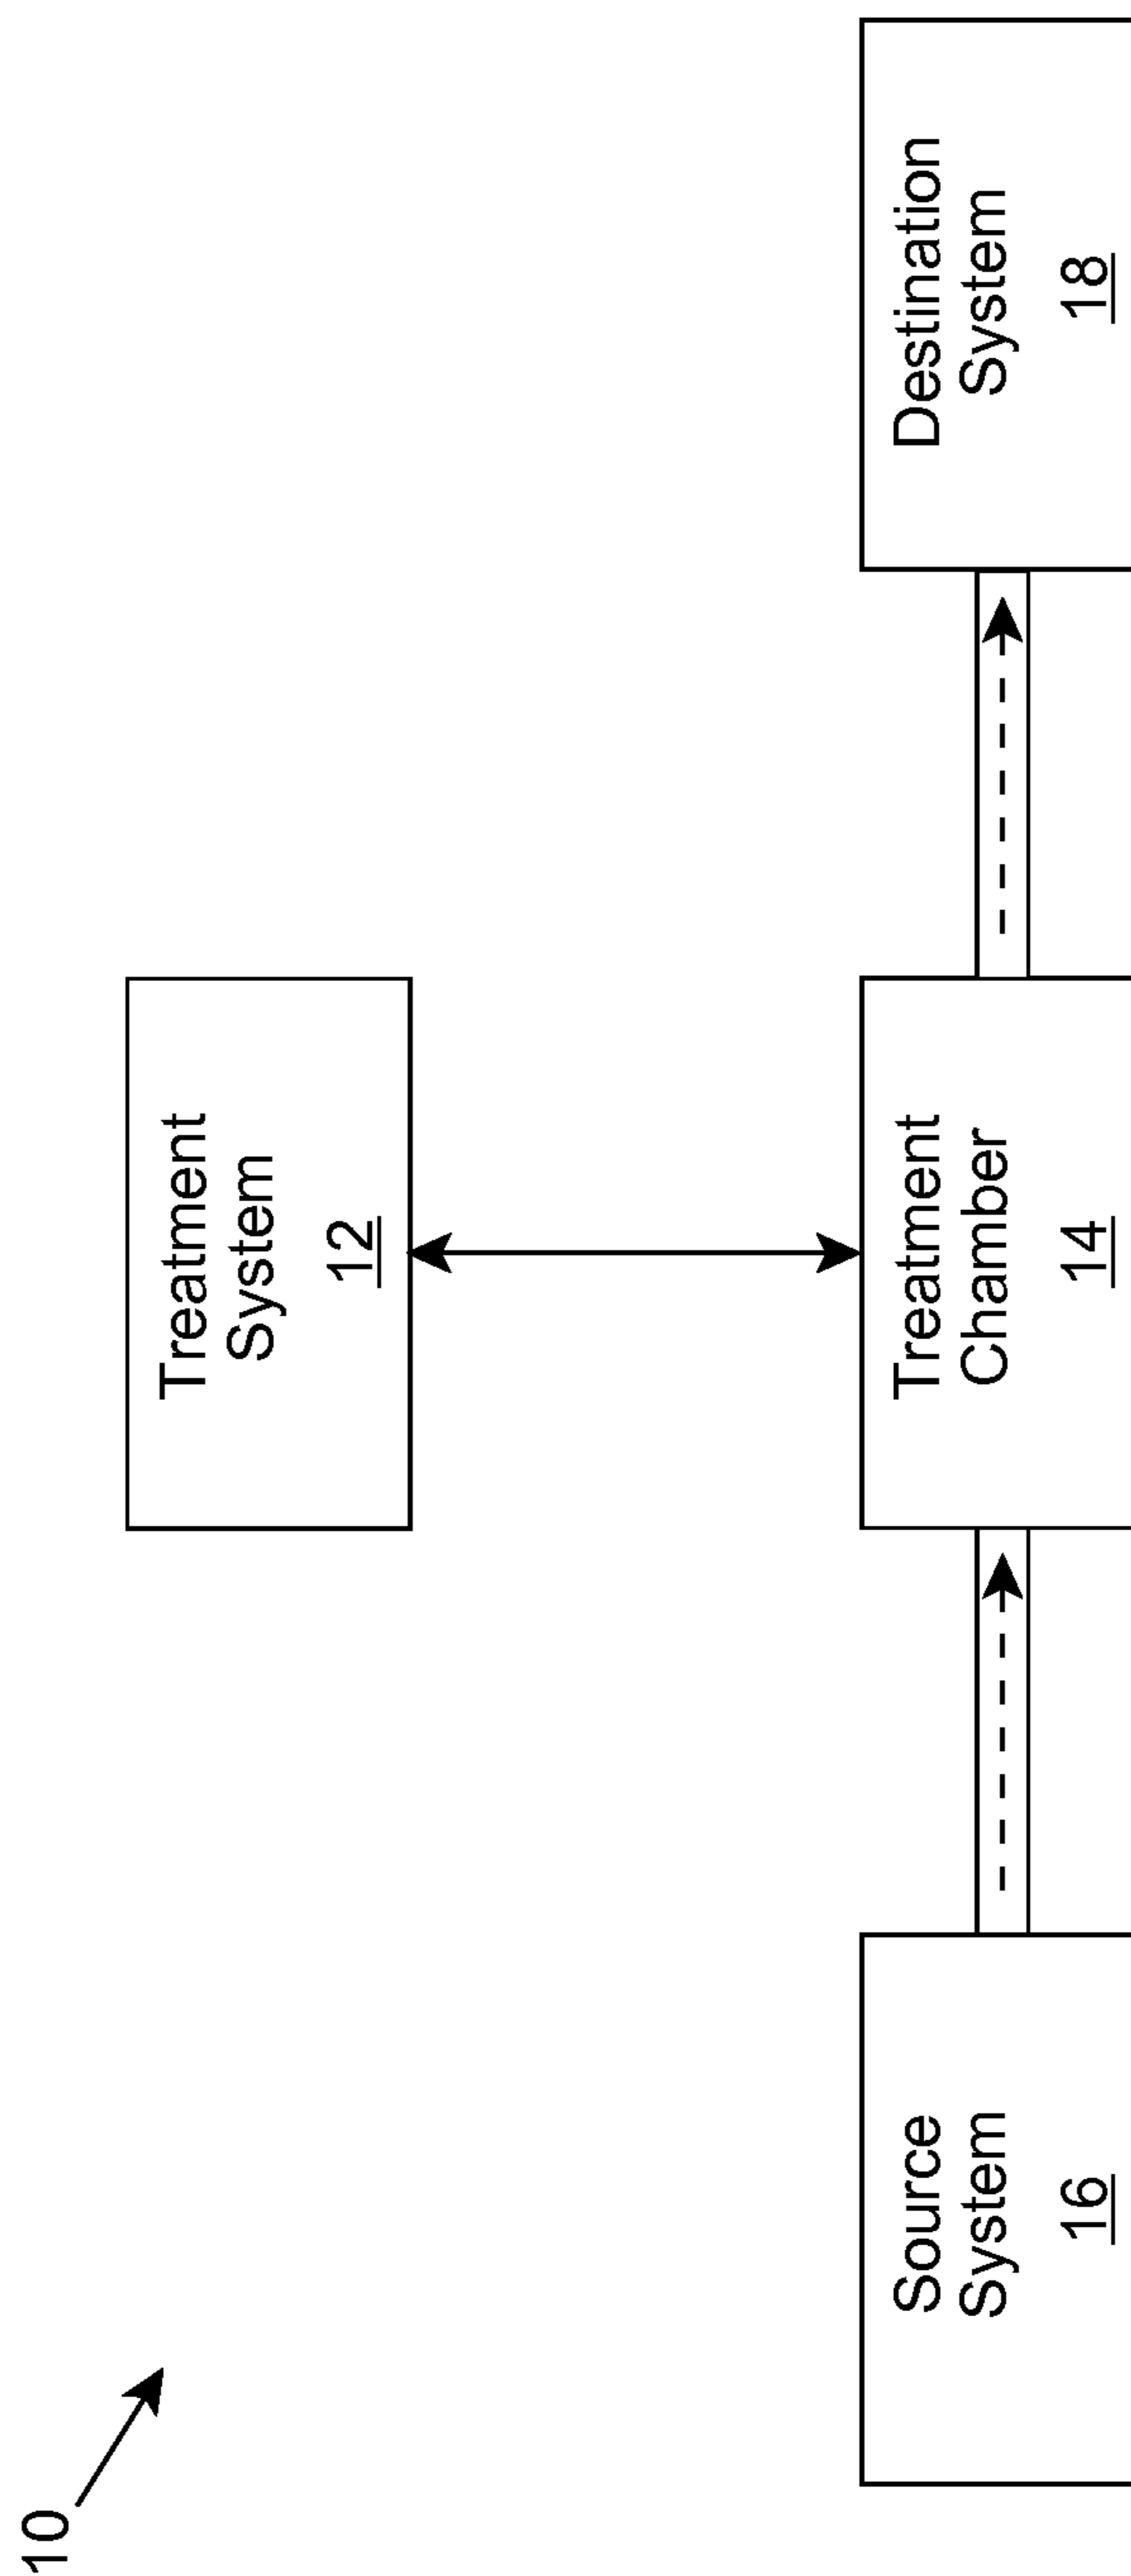 10
Treatment
System
12
Source
System
16
Treatment
Chamber
14
Destination
System
18